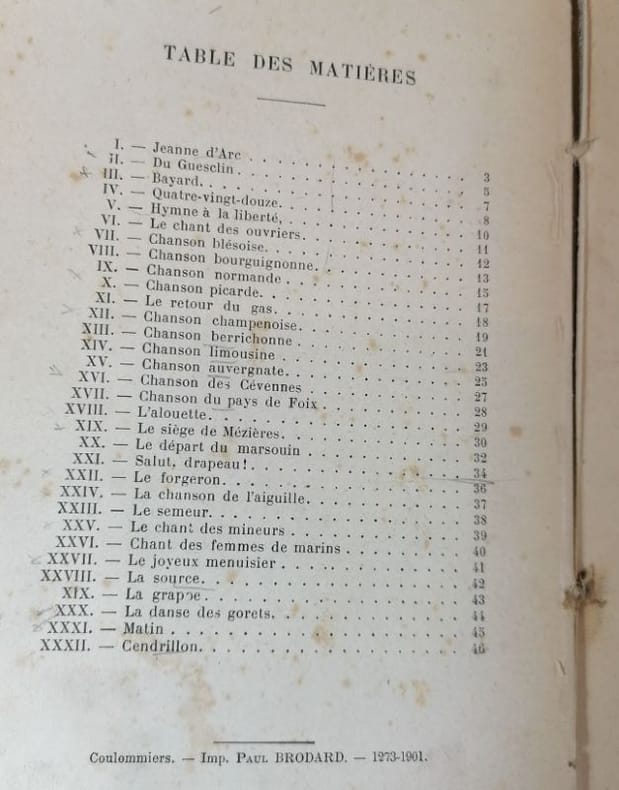 TABLE DES MATIÈRES
I. — Jeanne d'Arc . . . . . . . . . . . . . . . 3
II. — Du Guesclin . . . . . . . . . . . . . . . 5
III. — Bayard. . . . . . . . . . . . . . . . . 7
IV. — Quatre-vingt-douze. . . . . . . . . . . . 8
V. — Hymne à la liberté, . . . . . . . . . . . . 10
VI. — Le chant des ouvriers. . . . . . . . . . . 11
VII. — Chanson blésoise. . . . . . . . . . . . . 12
VIII. — Chanson bourguignonne. . . . . . . . . . 13
IX. — Chanson normande . . . . . . . . . . . . . 15
X. — Chanson picarde. . . . . . . . . . . . . . 17
XI. — Le retour du gas. . . . . . . . . . . . . 18
XII. — Chanson champenoise. . . . . . . . . . . 19
XIII. — Chanson berrichonne . . . . . . . . . . . 21
XIV. — Chanson limousine . . . . . . . . . . . . 23
XV. — Chanson auvergnate. . . . . . . . . . . . 25
XVI. — Chanson des Cévennes . . . . . . . . . . 27
XVII. — Chanson du pays de Foix . . . . . . . . . 28
XVIII. — L'alouette. . . . . . . . . . . . . . . 29
XIX. — Le siège de Mézières. . . . . . . . . . . 30
XX. — Le départ du marsouin . . . . . . . . . . 32
XXI. — Salut, drapeau!. . . . . . . . . . . . . 34
XXII. — Le forgeron. . . . . . . . . . . . . . . 36
XXIV. — La chanson de l'aiguille. . . . . . . . . 37
XXIII. — Le semeur. . . . . . . . . . . . . . . 38
XXV. — Le chant des mineurs . . . . . . . . . . . 39
XXVI. — Chant des femmes de marins . . . . . . . . 40
XXVII. — Le joyeux menuisier . . . . . . . . . . 41
XXVIII. — La source. . . . . . . . . . . . . . . 42
XIX. — La grappe. . . . . . . . . . . . . . . . 43
XXX. — La danse des gorets. . . . . . . . . . . . 44
XXXI. — Matin . . . . . . . . . . . . . . . . . 45
XXXII. — Cendrillon. . . . . . . . . . . . . . . 46
Coulommiers. — Imp. PAUL BRODARD. — 1273-1901.